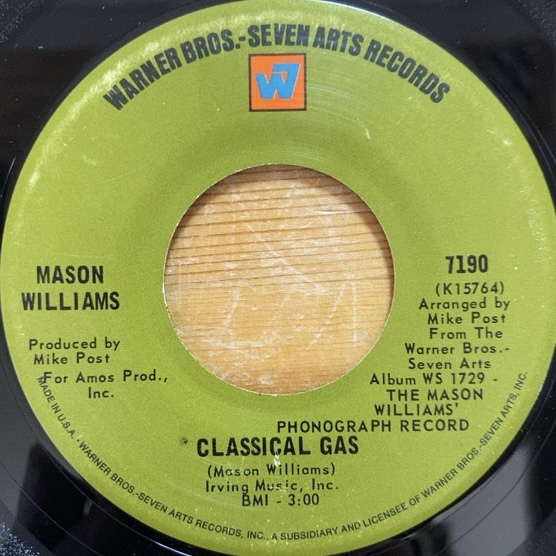 WARNER BROS.-SEVEN ARTS RECORDS
W7
MASON
WILLIAMS
Produced by
Mike Post
For Amos Prod.,
Inc.
7190
(K15764)
Arranged by
Mike Post
From The
Warner Bros.-
Seven Arts
Album WS 1729 -
THE MASON
WILLIAMS'
PHONOGRAPH RECORD
CLASSICAL GAS
(Mason Williams)
Irving Music, Inc.
BMI - 3:00
MADE IN U.S.A. • WARNER BROS.-SEVEN ARTS RECORDS, INC., A SUBSIDIARY AND LICENSEE OF WARNER BROS.-SEVEN ARTS, INC.